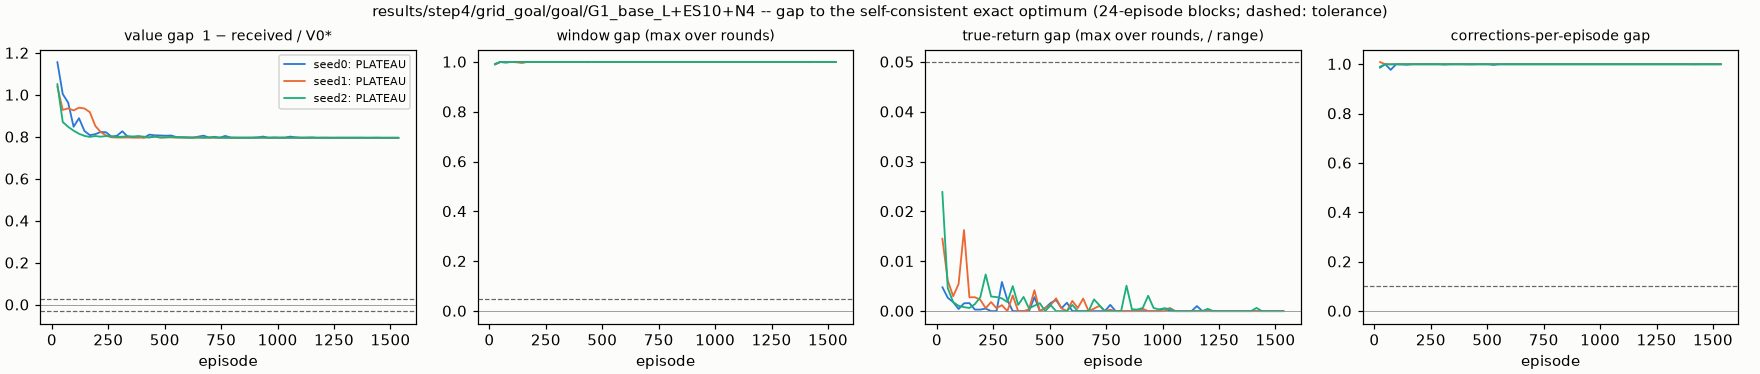 results/step4/grid_goal/goal/G1_base_L+ES10+N4 -- gap to the self-consistent exact optimum (24-episode blocks; dashed: tolerance)
value gap  1 − received / V0*
1.2
1.0
0.8
0.6
0.4
0.2
0.0
seed0: PLATEAU
seed1: PLATEAU
seed2: PLATEAU
0 250 500 750 1000 1250 1500
episode
window gap (max over rounds)
1.0
0.8
0.6
0.4
0.2
0.0
0 250 500 750 1000 1250 1500
episode
true-return gap (max over rounds, / range)
0.05
0.04
0.03
0.02
0.01
0.00
0 250 500 750 1000 1250 1500
episode
corrections-per-episode gap
1.0
0.8
0.6
0.4
0.2
0.0
0 250 500 750 1000 1250 1500
episode